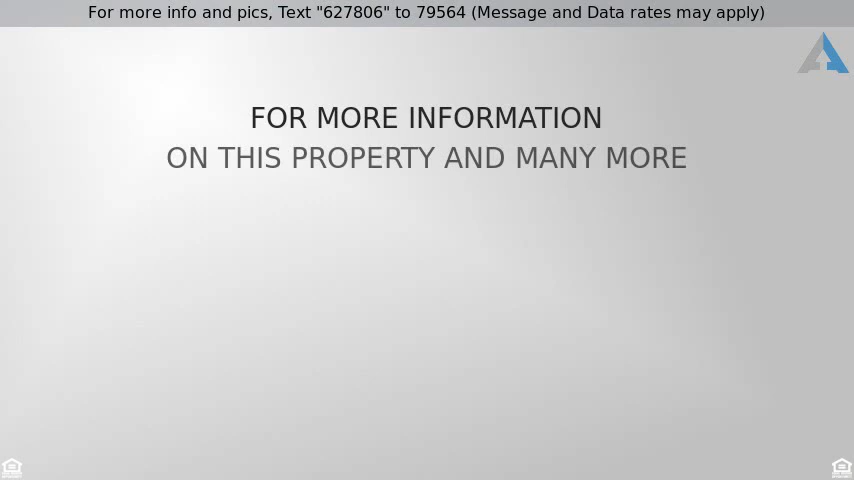 For more info and pics, Text "627806" to 79564 (Message and Data rates may apply)
FOR MORE INFORMATION
ON THIS PROPERTY AND MANY MORE